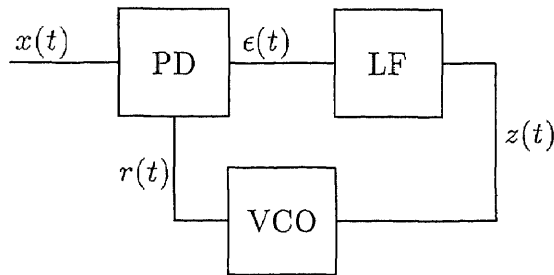 x(t)
PD
ϵ(t)
LF
z(t)
r(t)
VCO